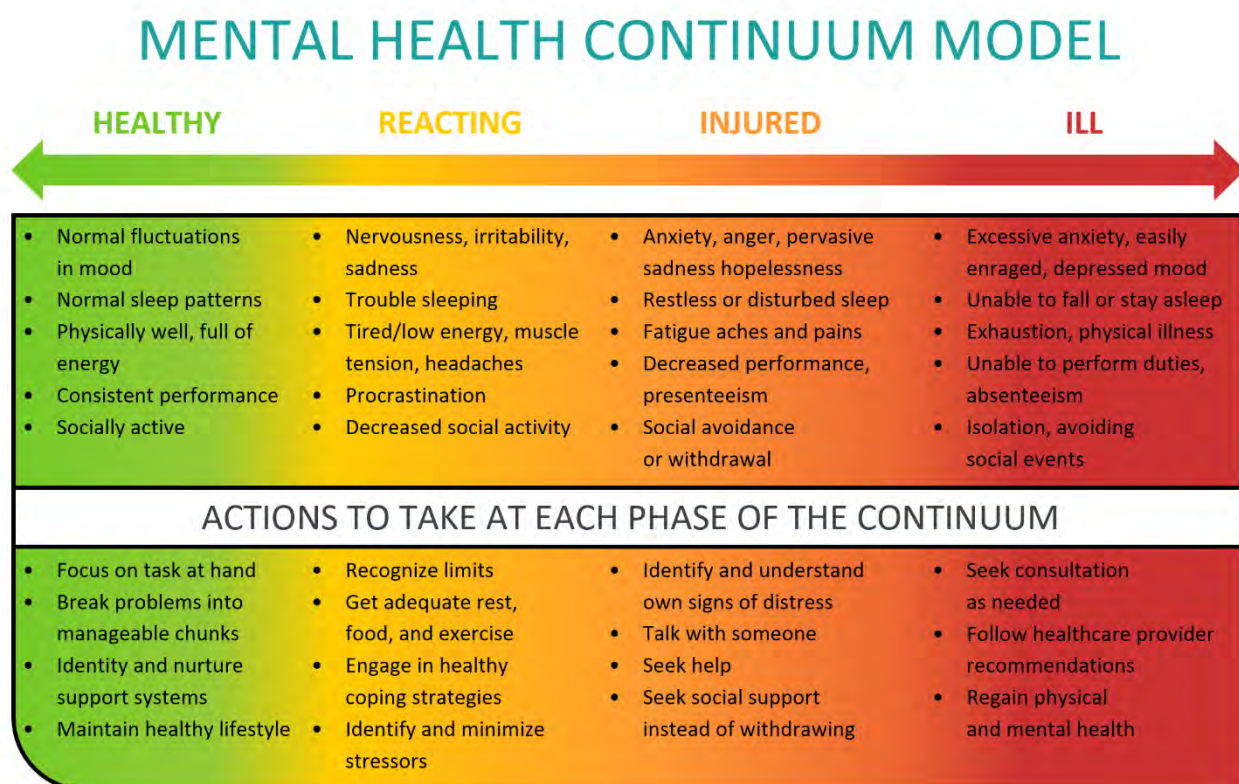 MENTAL HEALTH CONTINUUM MODEL
HEALTHY
REACTING
INJURED
ILL
• Normal fluctuations
in mood
• Normal sleep patterns
• Physically well, full of
energy
• Consistent performance
• Socially active
• Nervousness, irritability,
sadness
• Trouble sleeping
• Tired/low energy, muscle
tension, headaches
• Procrastination
• Decreased social activity
• Anxiety, anger, pervasive
sadness hopelessness
• Restless or disturbed sleep
• Fatigue aches and pains
• Decreased performance,
presenteeism
• Social avoidance
or withdrawal
• Excessive anxiety, easily
enraged, depressed mood
• Unable to fall or stay asleep
• Exhaustion, physical illness
• Unable to perform duties,
absenteeism
• Isolation, avoiding
social events
ACTIONS TO TAKE AT EACH PHASE OF THE CONTINUUM
• Focus on task at hand
• Break problems into
manageable chunks
• Identity and nurture
support systems
• Maintain healthy lifestyle
• Recognize limits
• Get adequate rest,
food, and exercise
• Engage in healthy
coping strategies
• Identify and minimize
stressors
• Identify and understand
own signs of distress
• Talk with someone
• Seek help
• Seek social support
instead of withdrawing
• Seek consultation
as needed
• Follow healthcare provider
recommendations
• Regain physical
and mental health